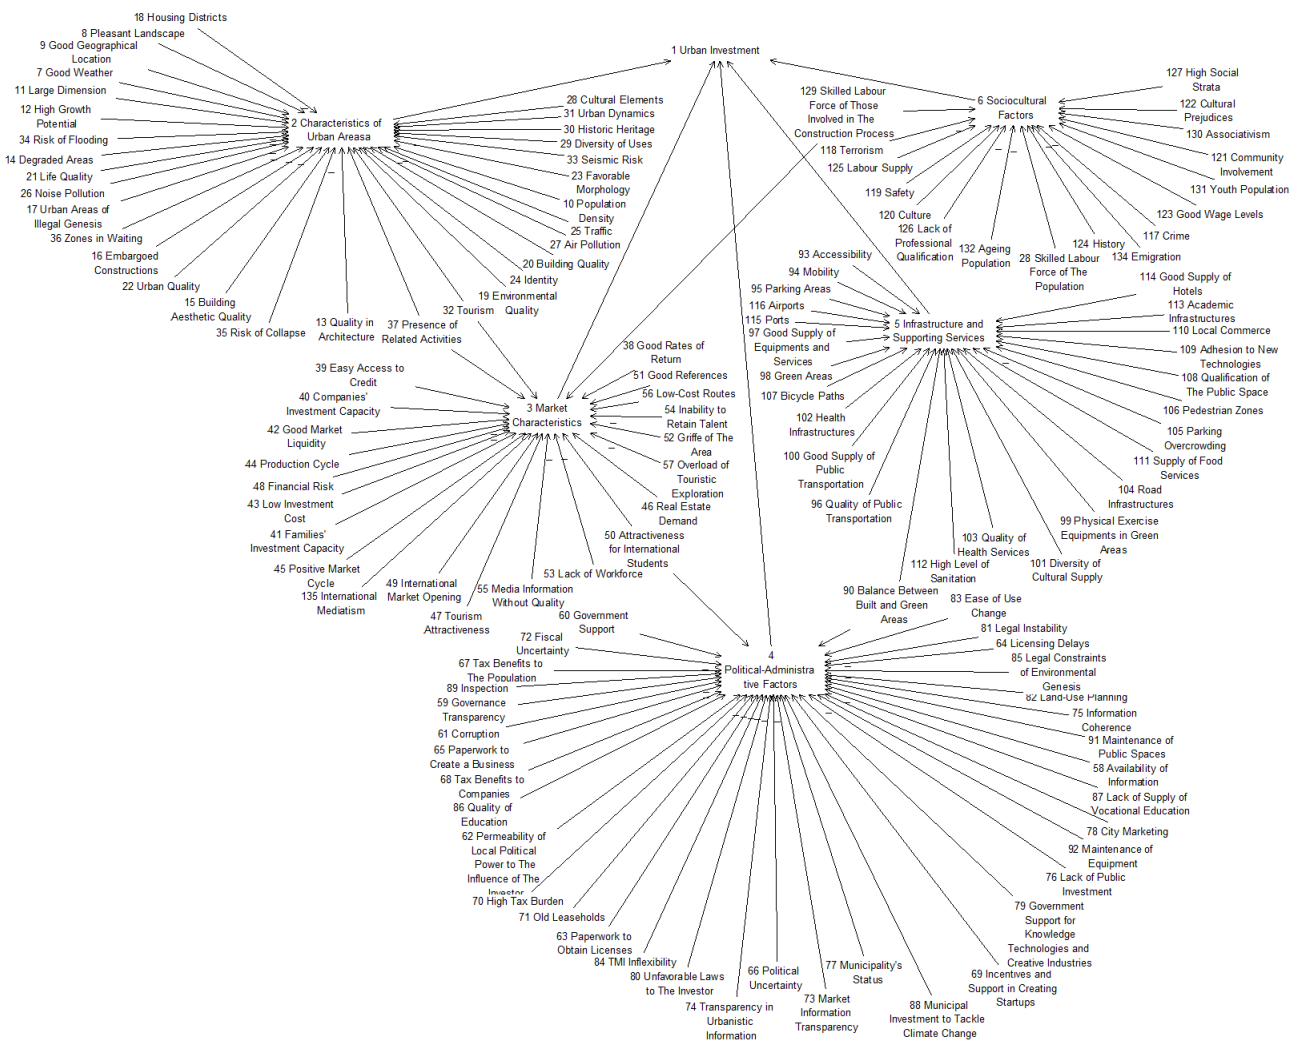 18 Housing Districts
8 Pleasant Landscape
9 Good Geographical
Location
7 Good Weather
11 Large Dimension
12 High Growth
Potential
34 Risk of Flooding
14 Degraded Areas
21 Life Quality
26 Noise Pollution
17 Urban Areas of
Illegal Genesis
36 Zones in Waiting
16 Embargoed
Constructions
22 Urban Quality
15 Building
Aesthetic Quality
35 Risk of Collapse
13 Quality in
Architecture
37 Presence of
Related Activities
32 Tourism
19 Environmental
Quality
24 Identity
20 Building Quality
27 Air Pollution
25 Traffic
10 Population
Density
23 Favorable
Morphology
33 Seismic Risk
29 Diversity of Uses
30 Historic Heritage
31 Urban Dynamics
28 Cultural Elements
2 Characteristics of
Urban Areasa
1 Urban Investment
6 Sociocultural
Factors
129 Skilled Labour
Force of Those
Involved in The
Construction Process
118 Terrorism
125 Labour Supply
119 Safety
120 Culture
126 Lack of
Professional
Qualification
132 Ageing
Population
28 Skilled Labour
Force of The
Population
124 History
134 Emigration
117 Crime
123 Good Wage Levels
131 Youth Population
121 Community
Involvement
130 Associativism
122 Cultural
Prejudices
127 High Social
Strata
93 Accessibility
94 Mobility
95 Parking Areas
116 Airports
115 Ports
97 Good Supply of
Equipments and
Services
98 Green Areas
107 Bicycle Paths
102 Health
Infrastructures
100 Good Supply of
Public
Transportation
96 Quality of Public
Transportation
5 Infrastructure and
Supporting Services
114 Good Supply of
Hotels
113 Academic
Infrastructures
110 Local Commerce
109 Adhesion to New
Technologies
108 Qualification of
The Public Space
106 Pedestrian Zones
105 Parking
Overcrowding
111 Supply of Food
Services
104 Road
Infrastructures
99 Physical Exercise
Equipments in Green
Areas
101 Diversity of
Cultural Supply
103 Quality of
Health Services
112 High Level of
Sanitation
90 Balance Between
Built and Green
Areas
38 Good Rates of
Return
51 Good References
56 Low-Cost Routes
54 Inability to
Retain Talent
52 Griffe of The
Area
57 Overload of
Touristic
Exploration
46 Real Estate
Demand
50 Attractiveness
for International
Students
53 Lack of Workforce
55 Media Information
Without Quality
47 Tourism
Attractiveness
49 International
Market Opening
135 International
Mediatism
45 Positive Market
Cycle
41 Families'
Investment Capacity
43 Low Investment
Cost
48 Financial Risk
44 Production Cycle
42 Good Market
Liquidity
40 Companies'
Investment Capacity
39 Easy Access to
Credit
3 Market
Characteristics
4
Political-Administra
tive Factors
60 Government
Support
72 Fiscal
Uncertainty
67 Tax Benefits to
The Population
89 Inspection
59 Governance
Transparency
61 Corruption
65 Paperwork to
Create a Business
68 Tax Benefits to
Companies
86 Quality of
Education
62 Permeability of
Local Political
Power to The
Influence of The
Investor
70 High Tax Burden
71 Old Leaseholds
63 Paperwork to
Obtain Licenses
84 TMI Inflexibility
80 Unfavorable Laws
to The Investor
74 Transparency in
Urbanistic
Information
66 Political
Uncertainty
73 Market
Information
Transparency
77 Municipality's
Status
88 Municipal
Investment to Tackle
Climate Change
69 Incentives and
Support in Creating
Startups
79 Government
Support for
Knowledge
Technologies and
Creative Industries
76 Lack of Public
Investment
92 Maintenance of
Equipment
78 City Marketing
87 Lack of Supply of
Vocational Education
58 Availability of
Information
91 Maintenance of
Public Spaces
75 Information
Coherence
82 Land-Use Planning
85 Legal Constraints
of Environmental
Genesis
64 Licensing Delays
81 Legal Instability
83 Ease of Use
Change